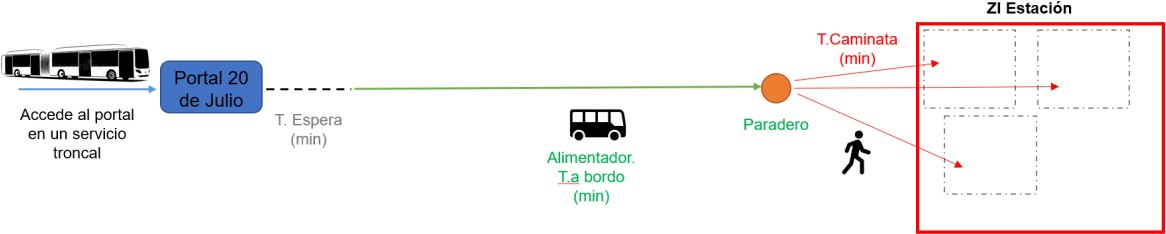 ZI Estación
T.Caminata
(min)
Portal 20
de Julio
Accede al portal
en un servicio
troncal
T. Espera
(min)
Paradero
Alimentador.
T.a bordo
(min)